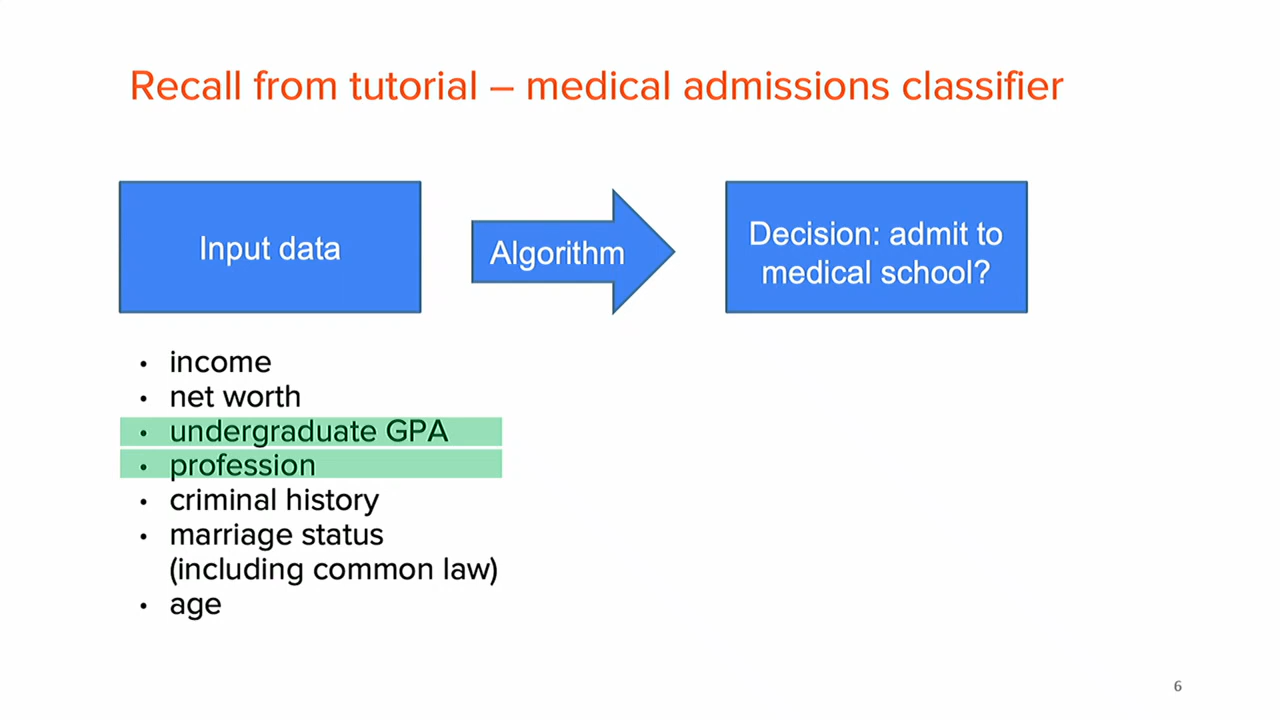 Recall from tutorial – medical admissions classifier
Input data
Algorithm
Decision: admit to
medical school?
• income
• net worth
• undergraduate GPA
• profession
• criminal history
• marriage status
(including common law)
• age
6